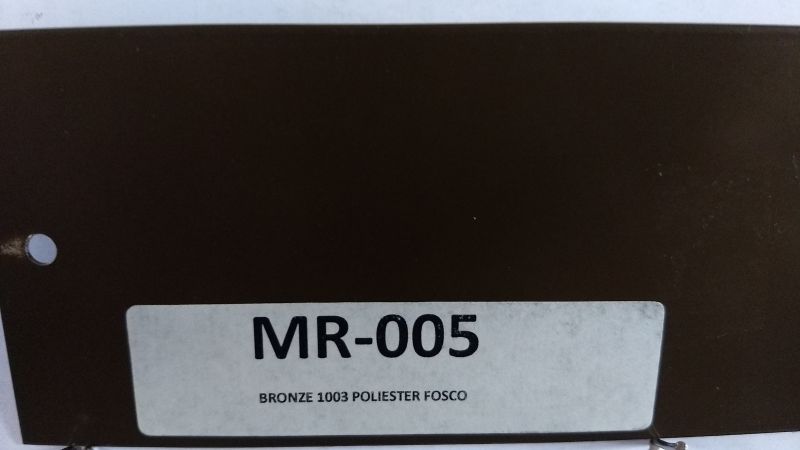 MR-005
BRONZE 1003 POLIESTER FOSCO